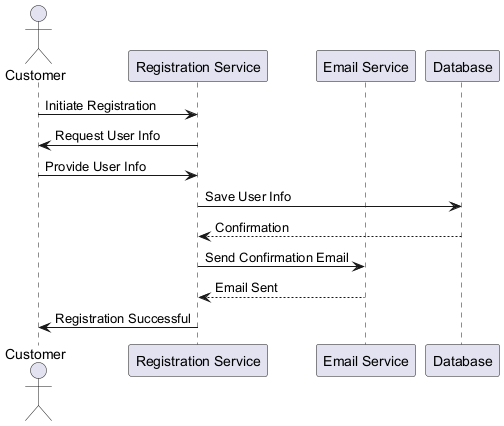 Customer
Registration Service
Email Service
Database
Initiate Registration
Request User Info
Provide User Info
Save User Info
Confirmation
Send Confirmation Email
Email Sent
Registration Successful
Customer
Registration Service
Email Service
Database